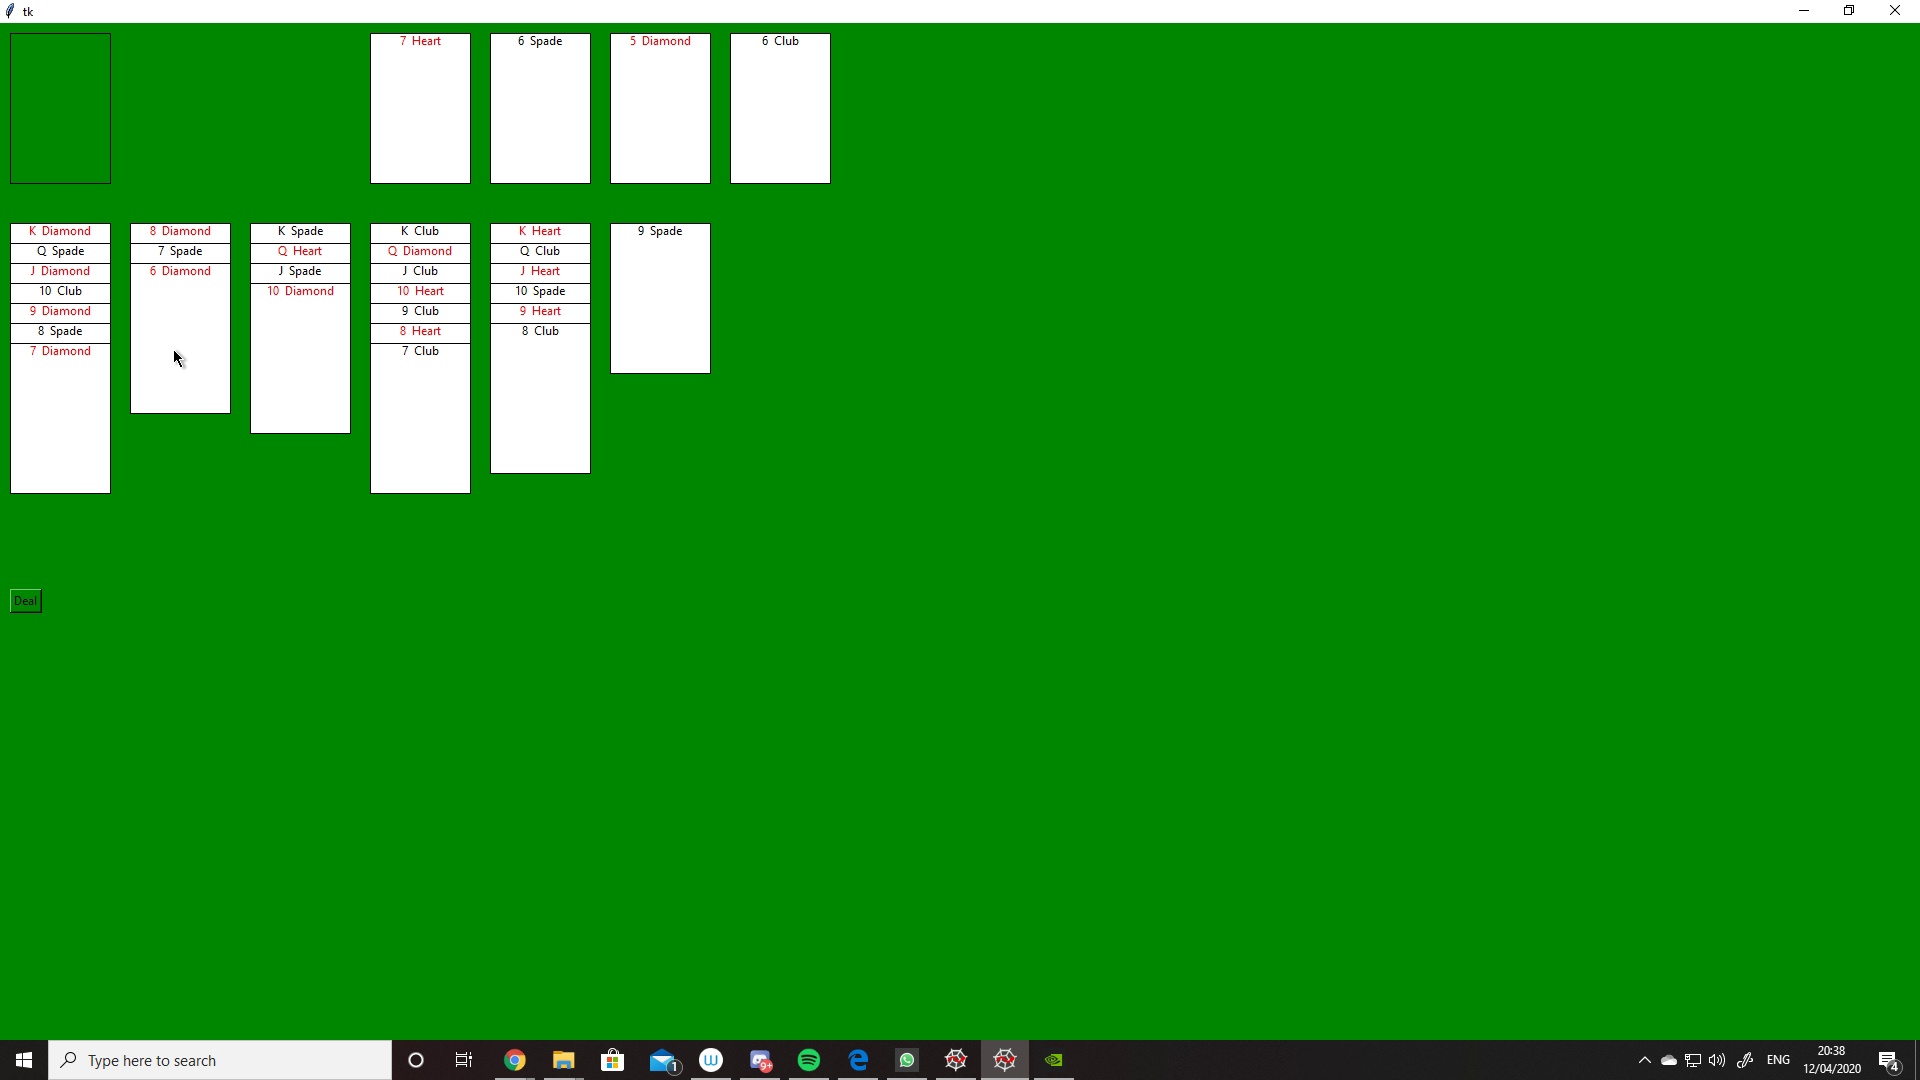 tk
7 Heart
6 Spade
5 Diamond
6 Club
K Diamond
Q Spade
J Diamond
10 Club
9 Diamond
8 Spade
7 Diamond
8 Diamond
7 Spade
6 Diamond
K Spade
Q Heart
J Spade
10 Diamond
K Club
Q Diamond
J Club
10 Heart
9 Club
8 Heart
7 Club
K Heart
Q Club
J Heart
10 Spade
9 Heart
8 Club
9 Spade
Deal
Type here to search
1
W
9+
ENG
20:38
12/04/2020
4